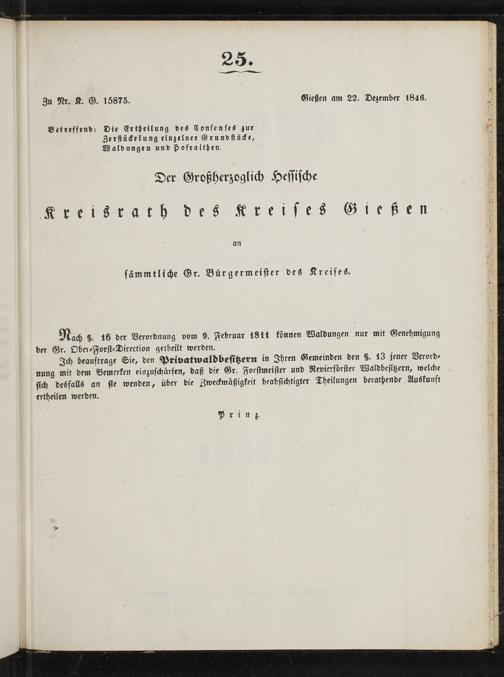 25.
Zu Nr. K. G. 15875.
Gießen am 22. Dezember 1846.
Betreffend: Die Ertheilung des Consenses zur
Zerstückelung einzelner Grundstücke,
Waldungen und Hofraithen.
Der Großherzoglich Hessische
Kreisrath des Kreises Gießen
an
sämmtliche Gr. Bürgermeister des Kreises.
Nach §. 16 der Verordnung vom 9. Februar 1811 können Waldungen nur mit Genehmigung
der Gr. Ober-Forst-Direction getheilt werden.
Ich beauftrage Sie, den Privatwaldbesitzern in Ihren Gemeinden den §. 13 jener Verord-
nung mit dem Bemerken einzuschärfen, daß die Gr. Forstmeister und Revierförster Waldbesitzern, welche
sich desfalls an sie wenden, über die Zweckmäßigkeit beabsichtigter Theilungen berathende Auskunft
ertheilen werden.
Prinz.